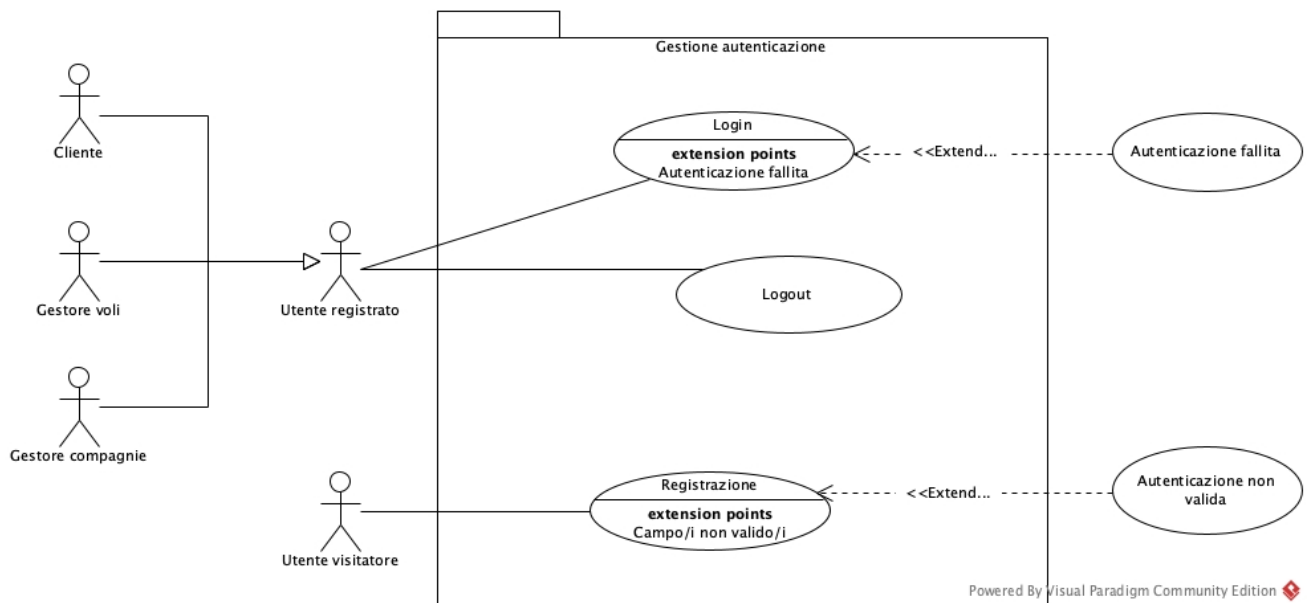 Gestione autenticazione
Cliente
Login
extension points
Autenticazione fallita
<<Extend...
Autenticazione fallita
Gestore voli
Utente registrato
Logout
Gestore compagnie
Utente visitatore
Registrazione
extension points
Campo/i non valido/i
<<Extend...
Autenticazione non
valida
Powered By Visual Paradigm Community Edition